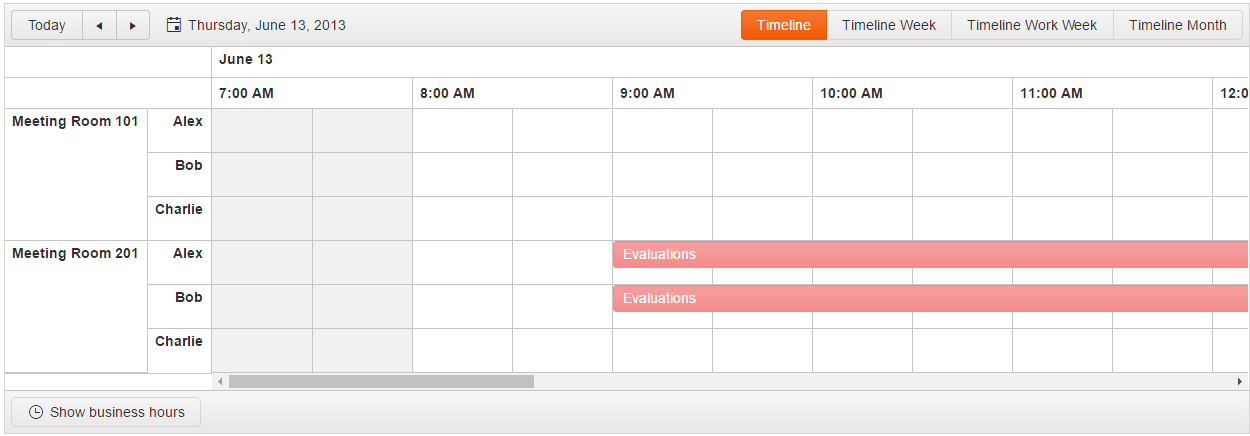 Today Thursday, June 13, 2013 Timeline Timeline Week Timeline Work Week Timeline Month
June 13
7:00 AM 8:00 AM 9:00 AM 10:00 AM 11:00 AM 12:0
Meeting Room 101 Alex
Bob
Charlie
Meeting Room 201 Alex Evaluations
Bob Evaluations
Charlie
Show business hours